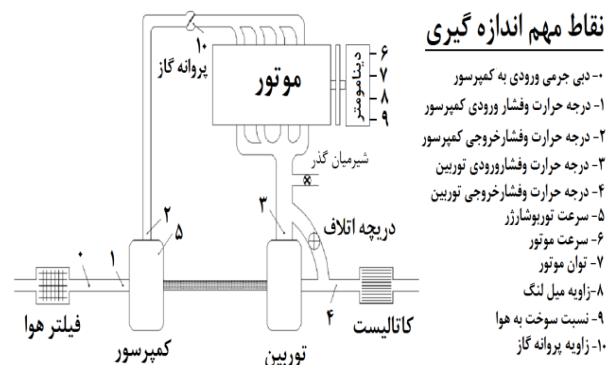 نقاط مهم اندازه گیری
۰- دبی جرمی ورودی به کمپرسور
۱- درجه حرارت وفشار ورودی کمپرسور
۲- درجه حرارت وفشارخروجی کمپرسور
۳- درجه حرارت وفشارورودی توربین
۴- درجه حرارت وفشارخروجی توربین
۵- سرعت توربوشارژر
۶- سرعت موتور
۷- توان موتور
۸- زاویه میل لنگ
۹- نسبت سوخت به هوا
۱۰- زاویه پروانه گاز
۱۰
پروانه گاز
موتور
دینامومتر
۶
۷
۸
۹
شیرمیان گذر
دریچه اتلاف
۲
۵
۳
۰
۱
۴
فیلتر هوا
کمپرسور
توربین
کاتالیست